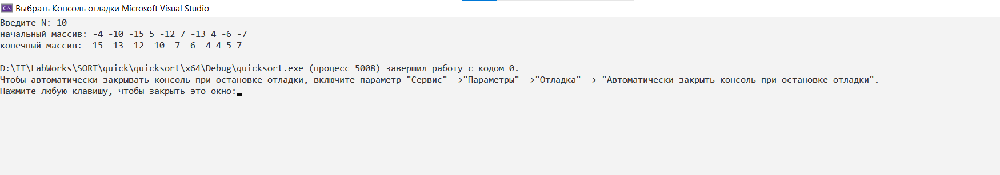 Выбрать Консоль отладки Microsoft Visual Studio
Введите N: 10
начальный массив: -4 -10 -15 5 -12 7 -13 4 -6 -7
конечный массив: -15 -13 -12 -10 -7 -6 -4 4 5 7
D:\IT\LabWorks\SORT\quick\quicksort\x64\Debug\quicksort.exe (процесс 5008) завершил работу с кодом 0.
Чтобы автоматически закрывать консоль при остановке отладки, включите параметр "Сервис" ->"Параметры" ->"Отладка" -> "Автоматически закрыть консоль при остановке отладки".
Нажмите любую клавишу, чтобы закрыть это окно: